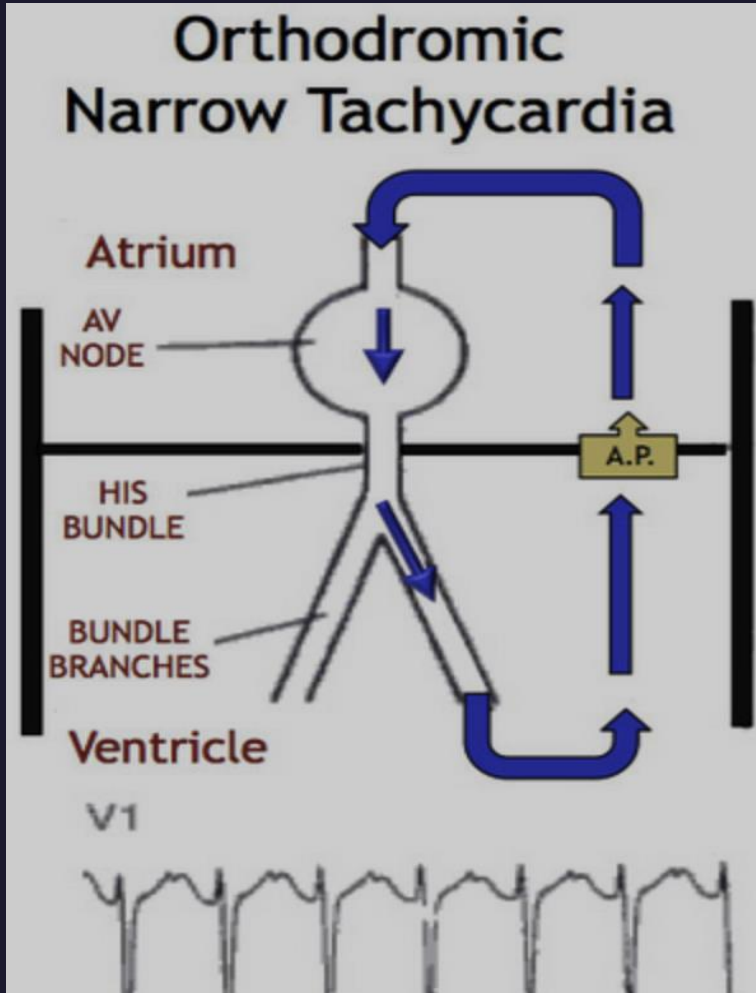 Orthodromic
Narrow Tachycardia
Atrium
AV
NODE
A.P.
HIS
BUNDLE
BUNDLE
BRANCHES
Ventricle
V1